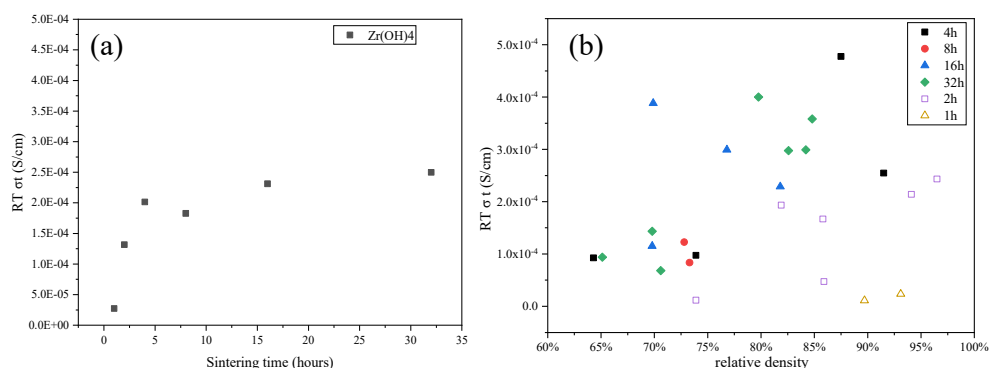 (a)
Zr(OH)4
5.0E-04
4.5E-04
4.0E-04
3.5E-04
3.0E-04
2.5E-04
2.0E-04
1.5E-04
1.0E-04
5.0E-05
0.0E+00
RT σt (S/cm)
0 5 10 15 20 25 30 35
Sintering time (hours)
(b)
4h
8h
16h
32h
2h
1h
5.0x10-4
4.0x10-4
3.0x10-4
2.0x10-4
1.0x10-4
0.0
RT σ t (S/cm)
60% 65% 70% 75% 80% 85% 90% 95% 100%
relative density